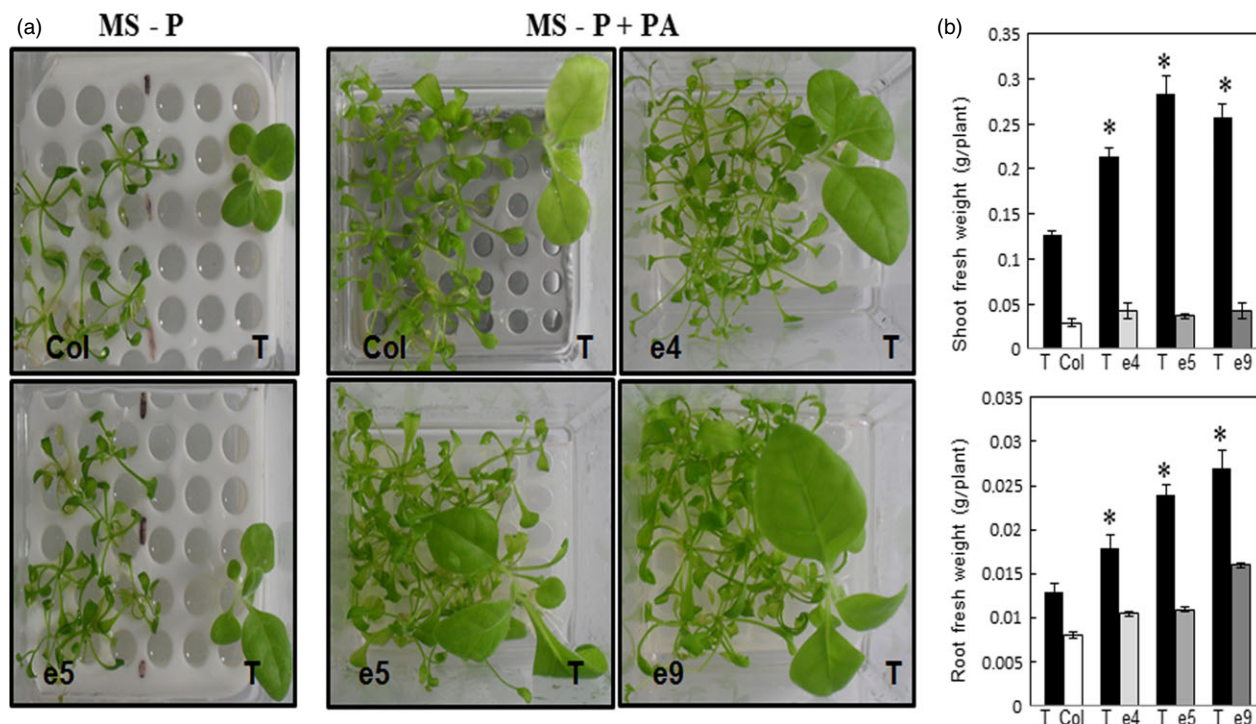 (a)
MS - P
MS - P + PA
Col T
Col T
e4 T
e5 T
e5 T
e9 T
(b)
Shoot fresh weight (g/plant)
0.35
0.3
0.25
0.2
0.15
0.1
0.05
0
*
*
*
T Col T e4 T e5 T e9
Root fresh weight (g/plant)
0.035
0.03
0.025
0.02
0.015
0.01
0.005
0
*
*
*
T Col T e4 T e5 T e9